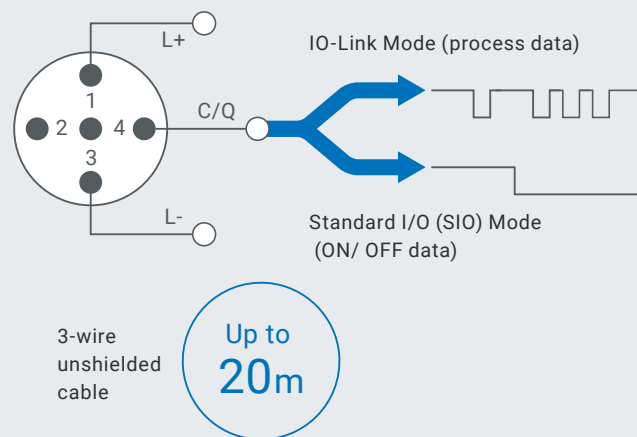 L+
IO-Link Mode (process data)
1
C/Q
2
4
3
L-
Standard I/O (SIO) Mode
(ON/ OFF data)
3-wire
unshielded
cable
Up to
20m